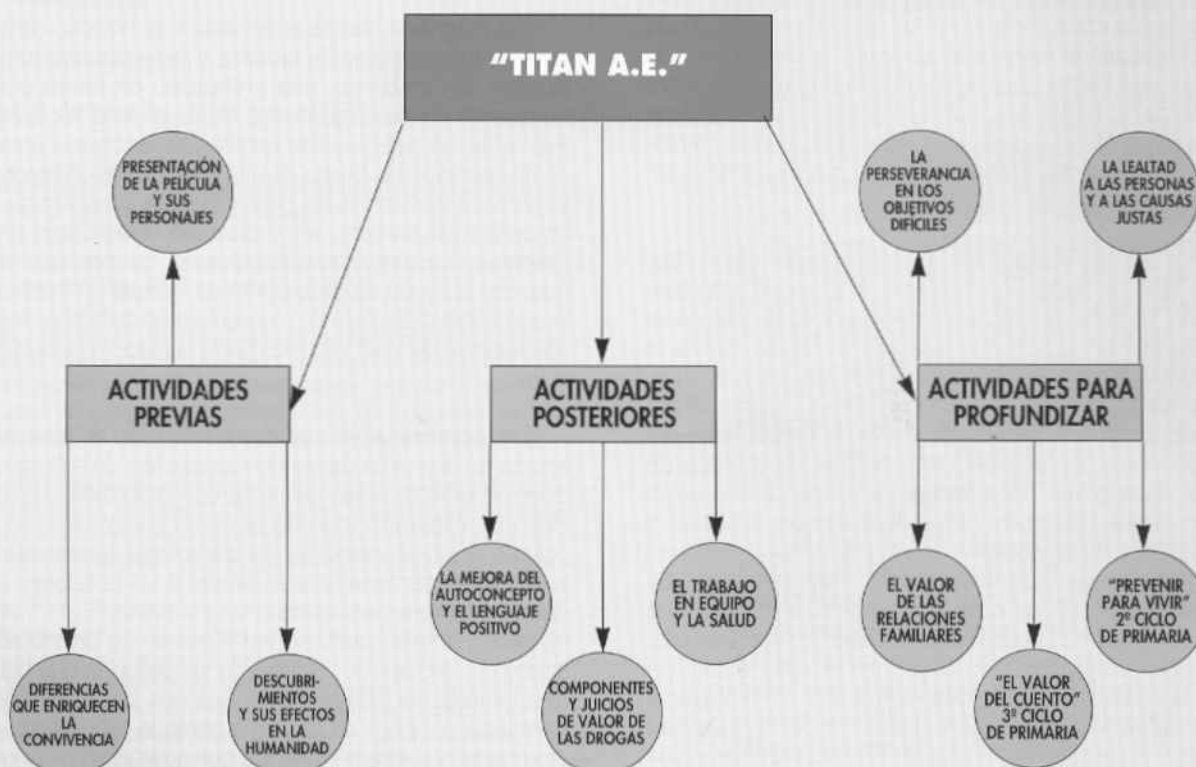 "TITAN A.E."
PRESENTACIÓN
DE LA PELÍCULA
Y SUS
PERSONAJES
LA
PERSEVERANCIA
EN LOS
OBJETIVOS
DIFÍCILES
LA LEALTAD
A LAS PERSONAS
Y A LAS CAUSAS
JUSTAS
ACTIVIDADES
PREVIAS
ACTIVIDADES
POSTERIORES
ACTIVIDADES PARA
PROFUNDIZAR
LA MEJORA DEL
AUTOCONCEPTO
Y EL LENGUAJE
POSITIVO
EL TRABAJO
EN EQUIPO
Y LA SALUD
EL VALOR
DE LAS
RELACIONES
FAMILIARES
"PREVENIR
PARA VIVIR"
2º CICLO
DE PRIMARIA
DIFERENCIAS
QUE ENRIQUECEN
LA
CONVIVENCIA
DESCUBRI-
MIENTOS
Y SUS EFECTOS
EN LA
HUMANIDAD
COMPONENTES
Y JUICIOS
DE VALOR DE
LAS DROGAS
"EL VALOR
DEL CUENTO"
3º CICLO
DE PRIMARIA